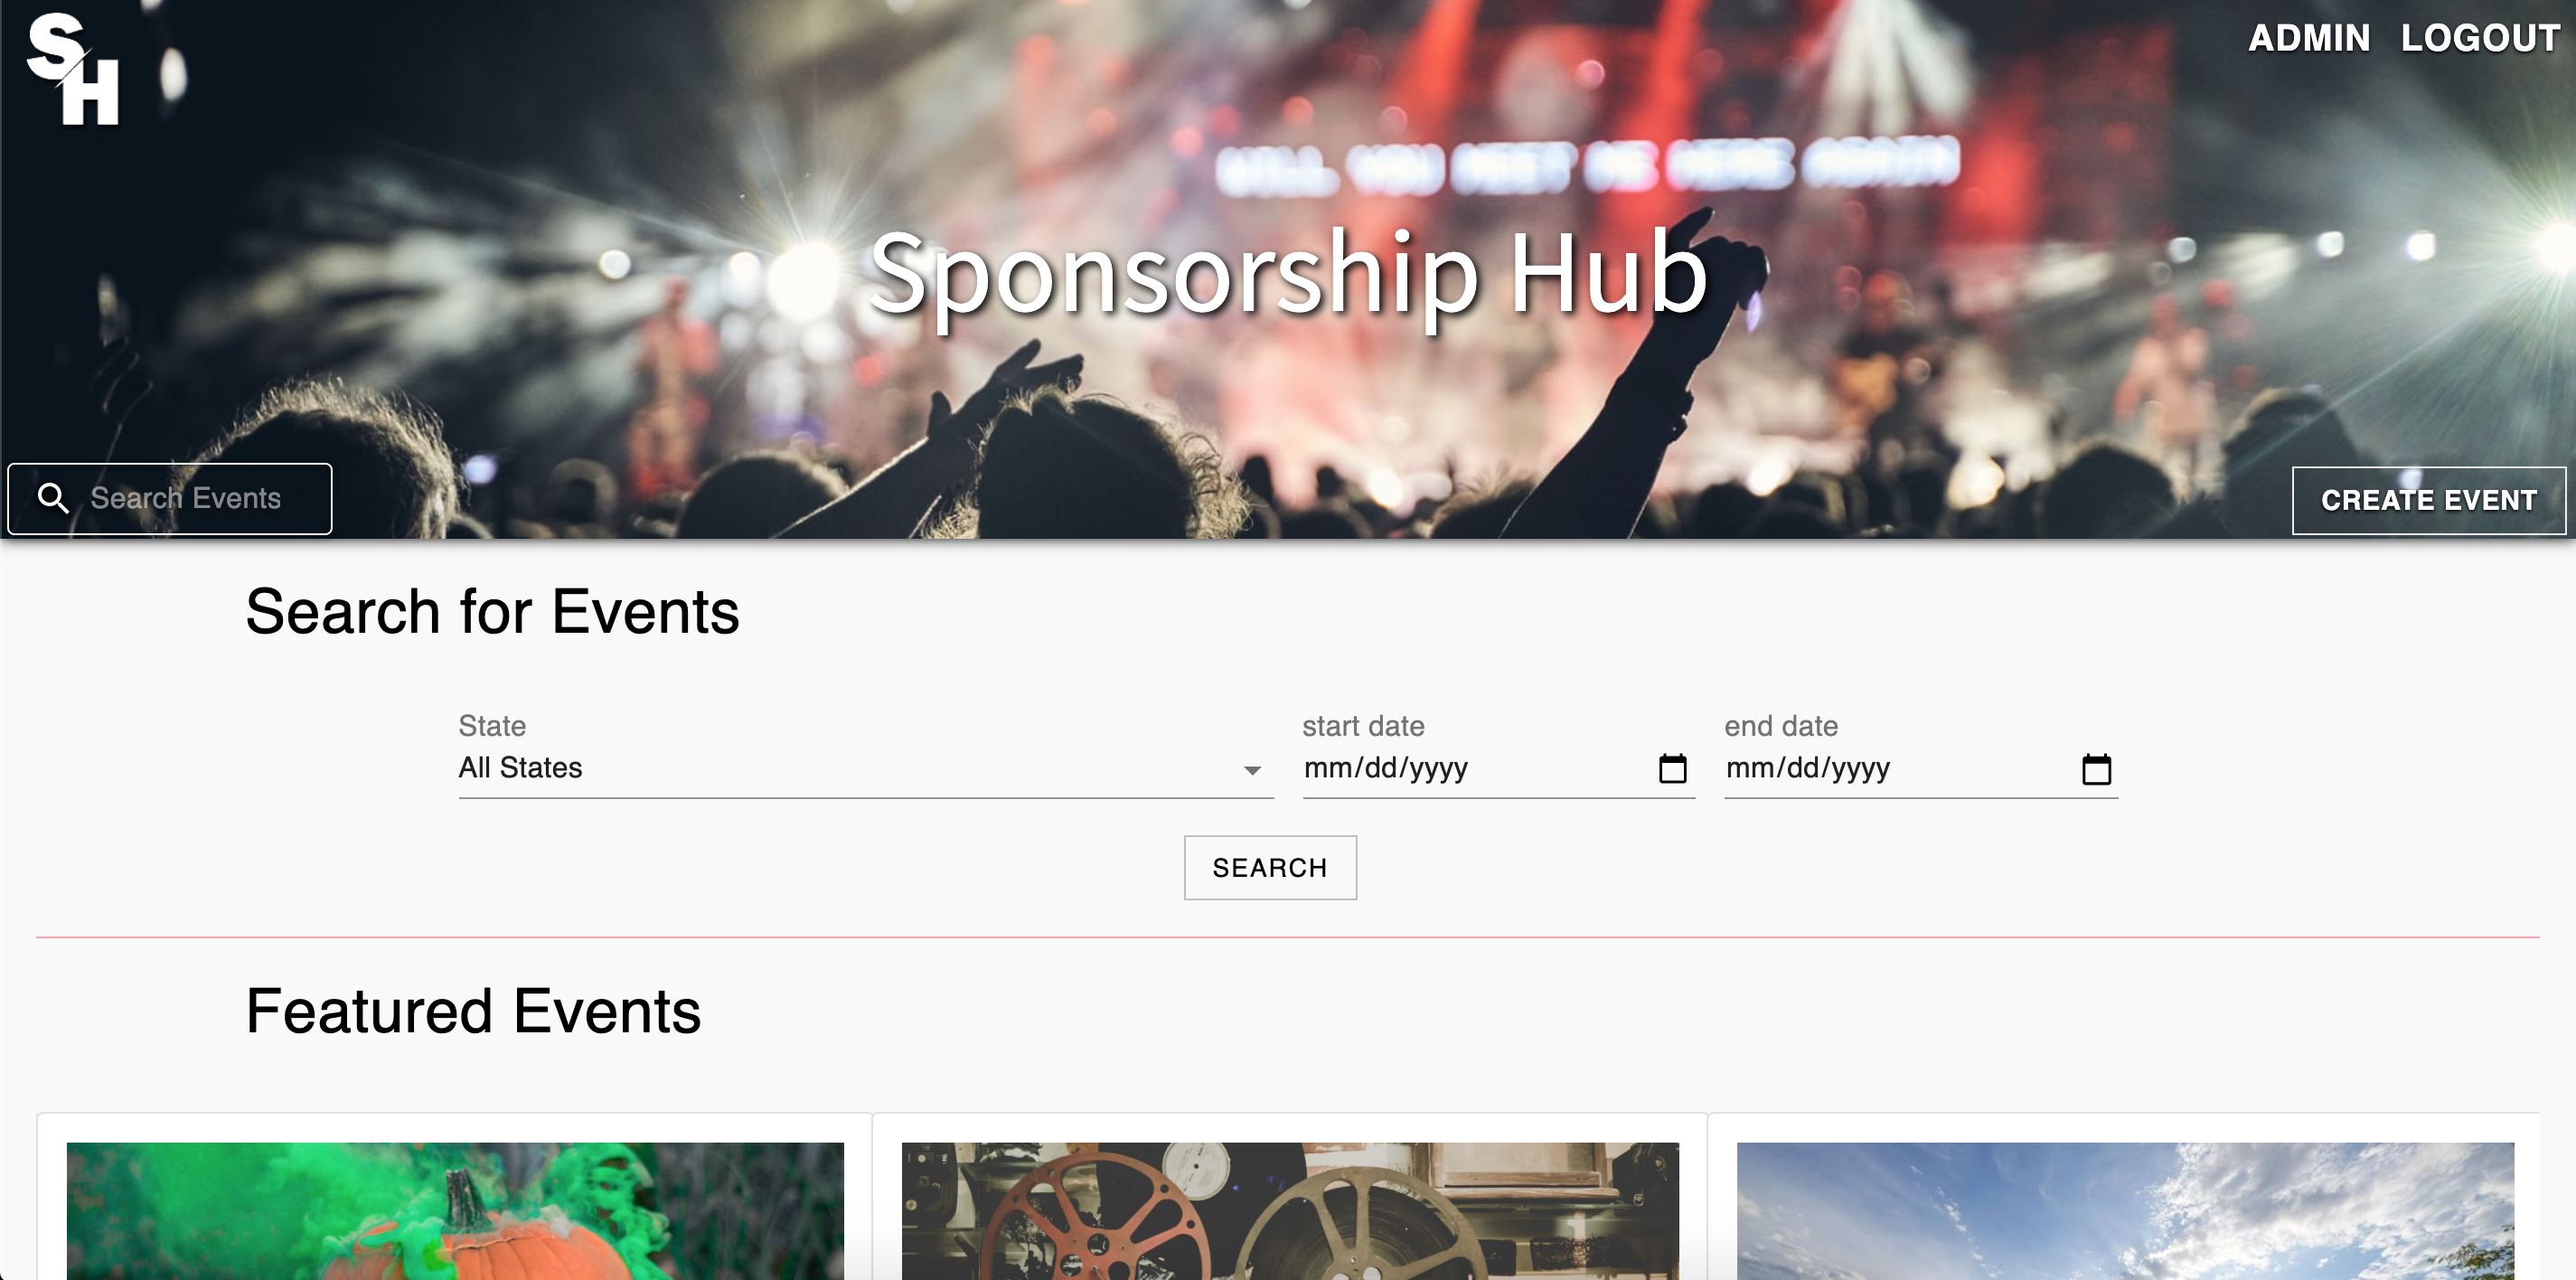 SH
ADMIN LOGOUT
Sponsorship Hub
Search Events
CREATE EVENT
Search for Events
State
All States
start date
mm/dd/yyyy
end date
mm/dd/yyyy
SEARCH
Featured Events